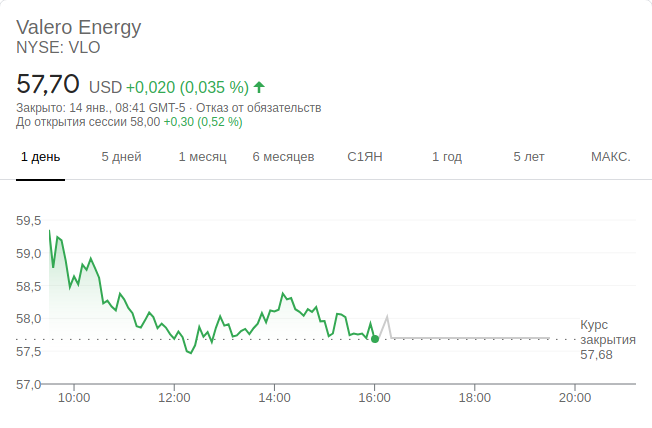 Valero Energy
NYSE: VLO
57,70 USD +0,020 (0,035 %)
Закрыто: 14 янв., 08:41 GMT-5 · Отказ от обязательств
До открытия сессии 58,00 +0,30 (0,52 %)
1 день 5 дней 1 месяц 6 месяцев С1ЯН 1 год 5 лет МАКС.
59,5
59,0
58,5
58,0
57,5
57,0
Курс
закрытия
57,68
10:00 12:00 14:00 16:00 18:00 20:00